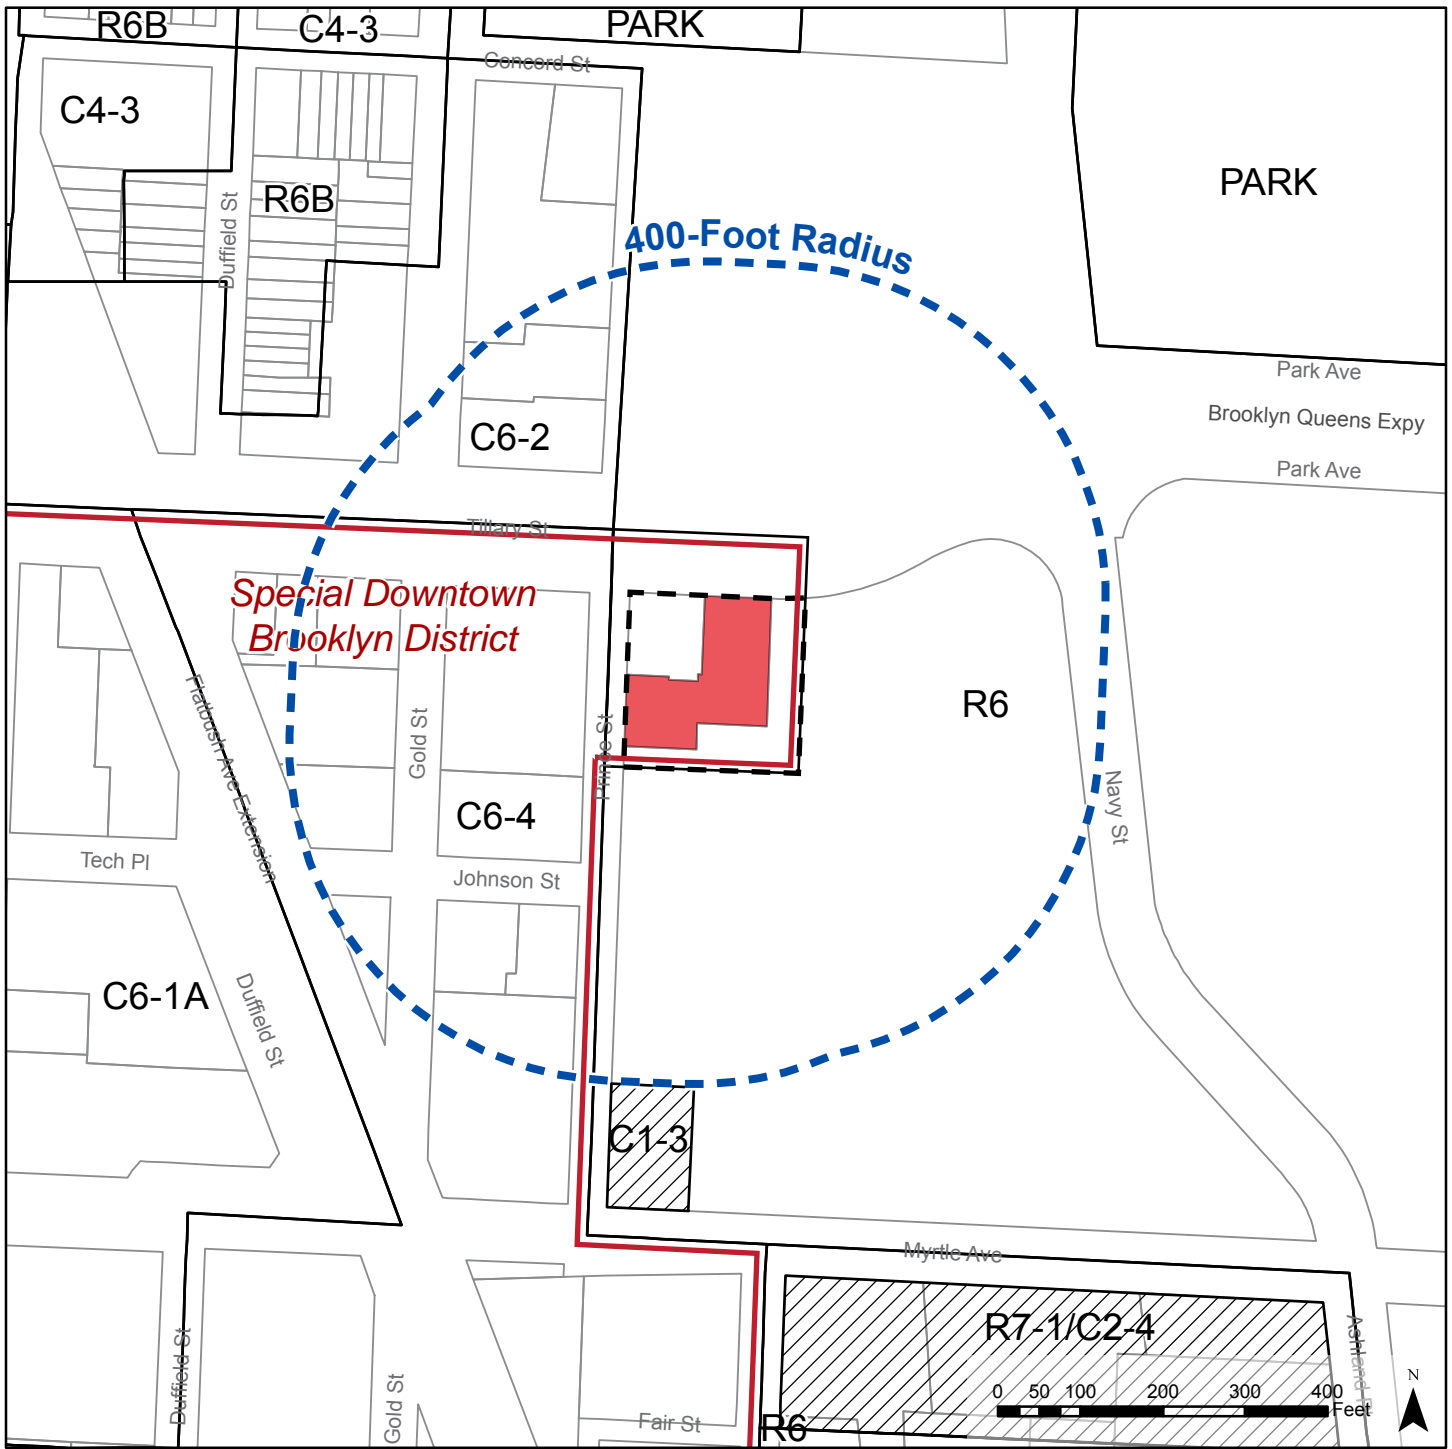 R6B
C4-3
PARK
Concord St
C4-3
R6B
Duffield St
PARK
400-Foot Radius
Park Ave
Brooklyn Queens Expy
Park Ave
C6-2
Tillary St
Special Downtown
Brooklyn District
Flatbush Ave Extension
Gold St
Prince St
R6
Navy St
C6-4
Tech Pl
Johnson St
C6-1A
Duffield St
C1-3
Myrtle Ave
R7-1/C2-4
Ashland Pl
Duffield St
Gold St
Fair St
R6
0 50 100 200 300 400
Feet
N